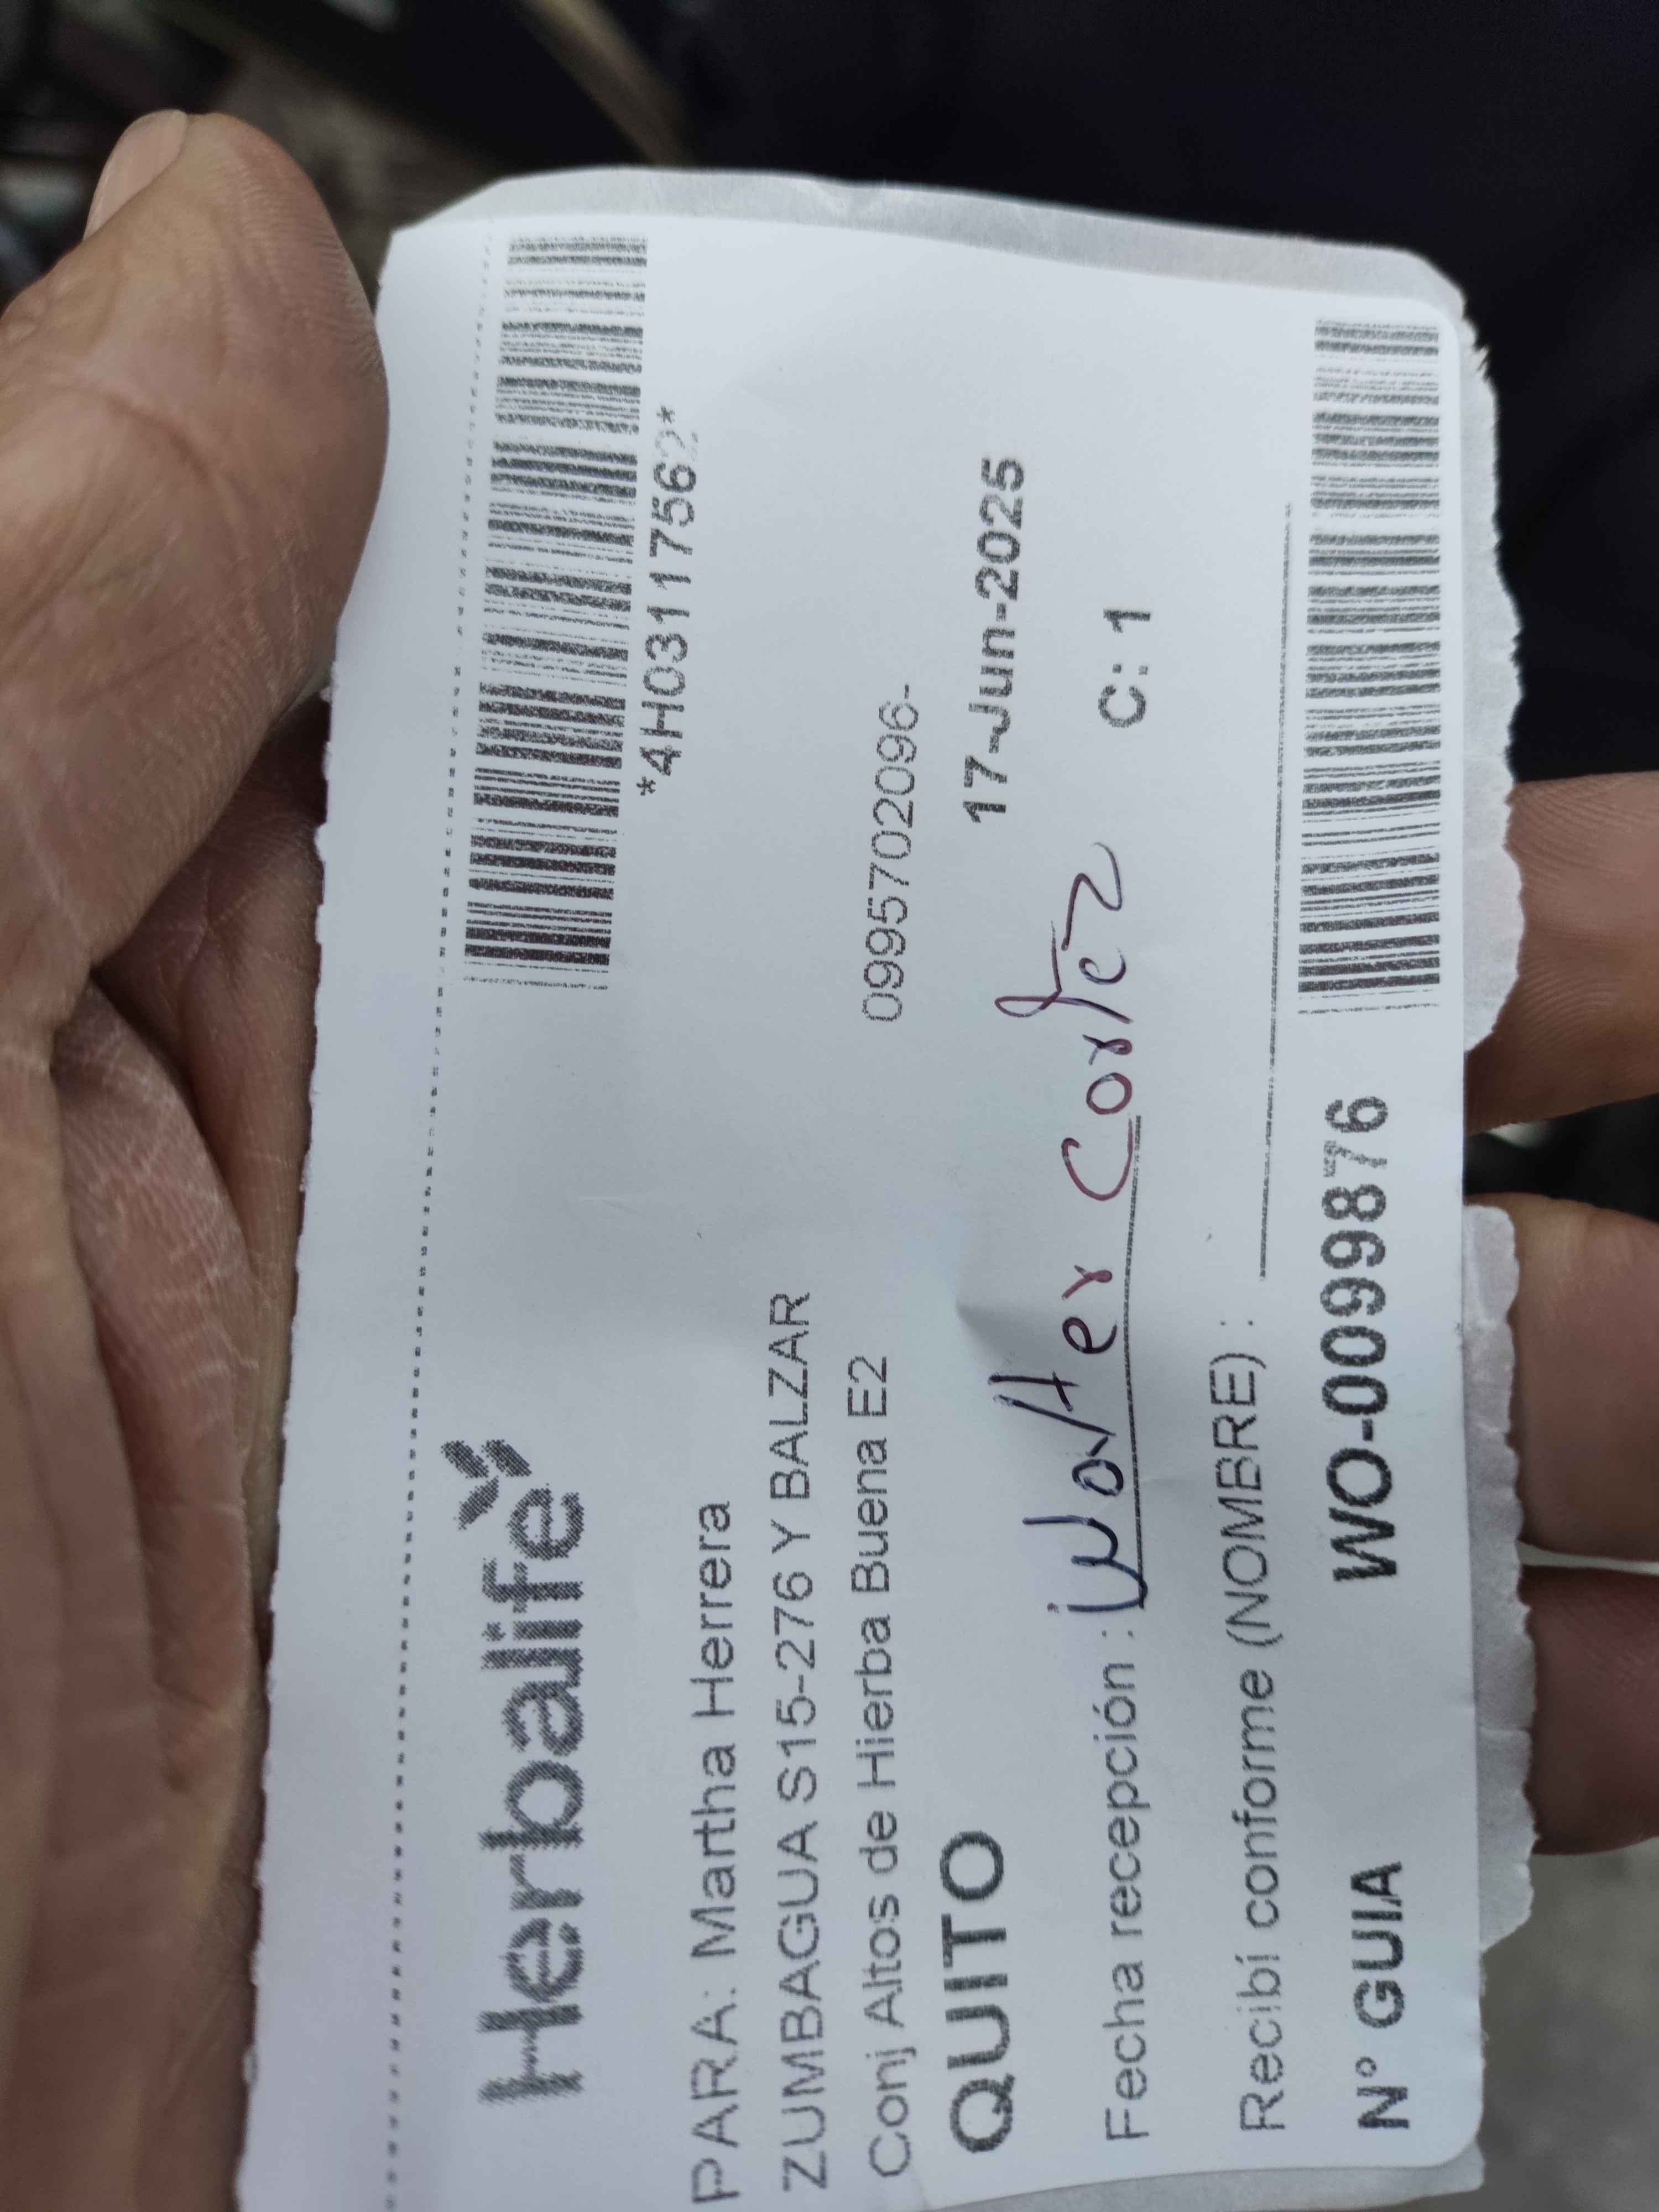 Herbalife
*4H03117562*
PARA: Martha Herrera
ZUMBAGUA S15-276 Y BALZAR
Conj Altos de Hierba Buena E2
0995702096-
QUITO
17-Jun-2025
Fecha recepción : Walter Cortez C: 1
Recibí conforme (NOMBRE) :
N° GUIA WO-0099876